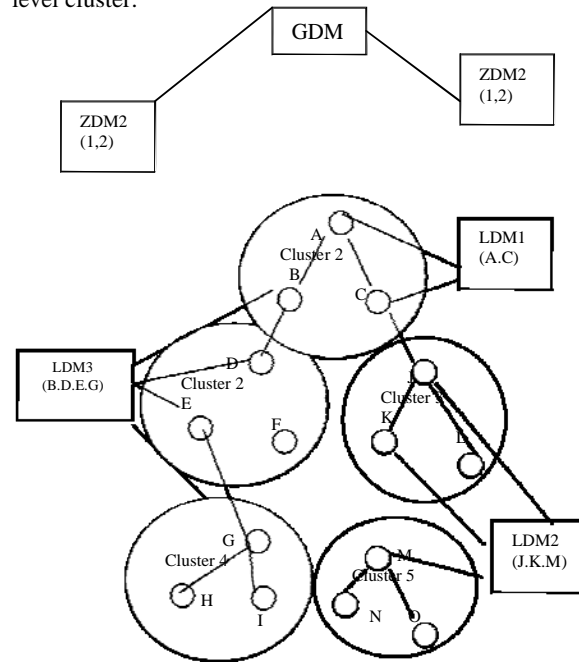 level cluster.
GDM
ZDM2
(1,2)
ZDM2
(1,2)
A
Cluster 2
B
C
LDM1
(A.C)
LDM3
(B.D.E.G)
D
Cluster 2
E
F
Cluster
K
L
G
Cluster 4
H
I
M
Cluster 5
N
O
LDM2
(J.K.M)